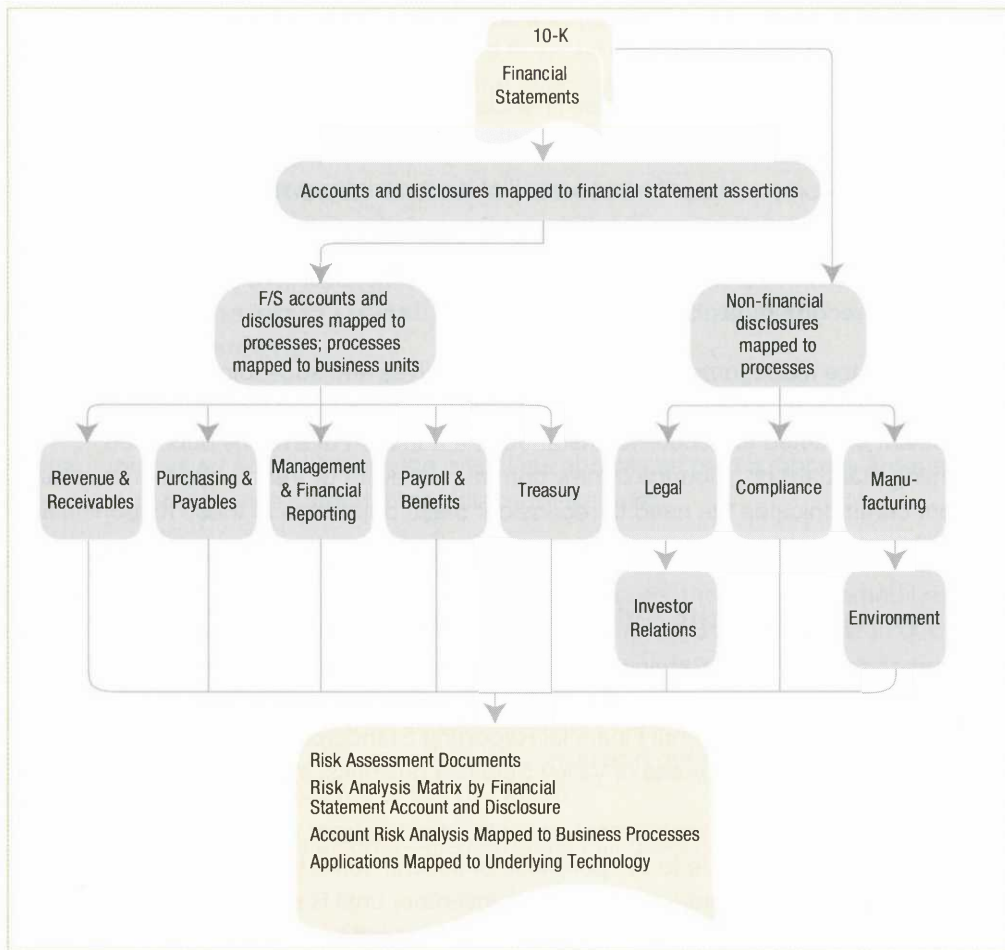 10-K
Financial
Statements
Accounts and disclosures mapped to financial statement assertions
F/S accounts and
disclosures mapped to
processes; processes
mapped to business units
Non-financial
disclosures
mapped to
processes
Revenue &
Receivables
Purchasing &
Payables
Management
& Financial
Reporting
Payroll &
Benefits
Treasury
Legal
Compliance
Manu-
facturing
Investor
Relations
Environment
Risk Assessment Documents
Risk Analysis Matrix by Financial
Statement Account and Disclosure
Account Risk Analysis Mapped to Business Processes
Applications Mapped to Underlying Technology